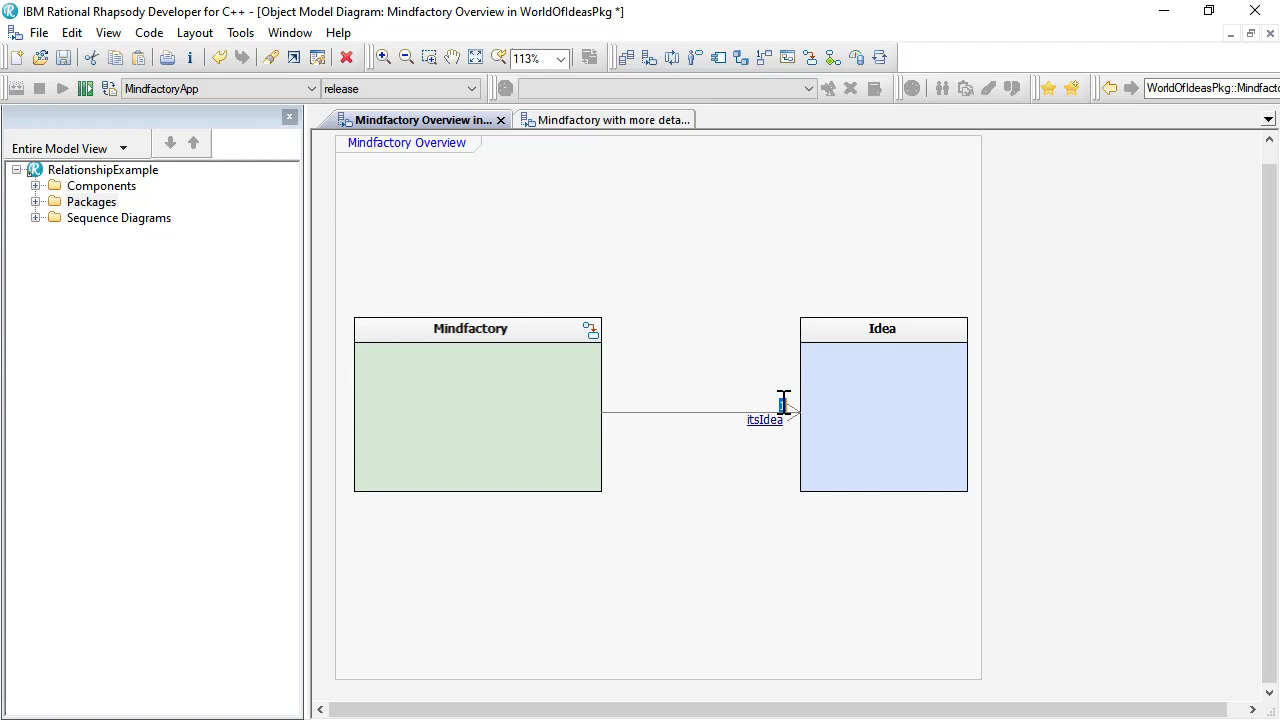 IBM Rational Rhapsody Developer for C++ - [Object Model Diagram: Mindfactory Overview in WorldOfIdeasPkg *]
File Edit View Code Layout Tools Window Help
113%
MindfactoryApp release WorldOfIdeasPkg::Mindfacto
Mindfactory Overview in... Mindfactory with more deta...
Entire Model View
Mindfactory Overview
RelationshipExample
Components
Packages
Sequence Diagrams
Mindfactory Idea
1
itsIdea